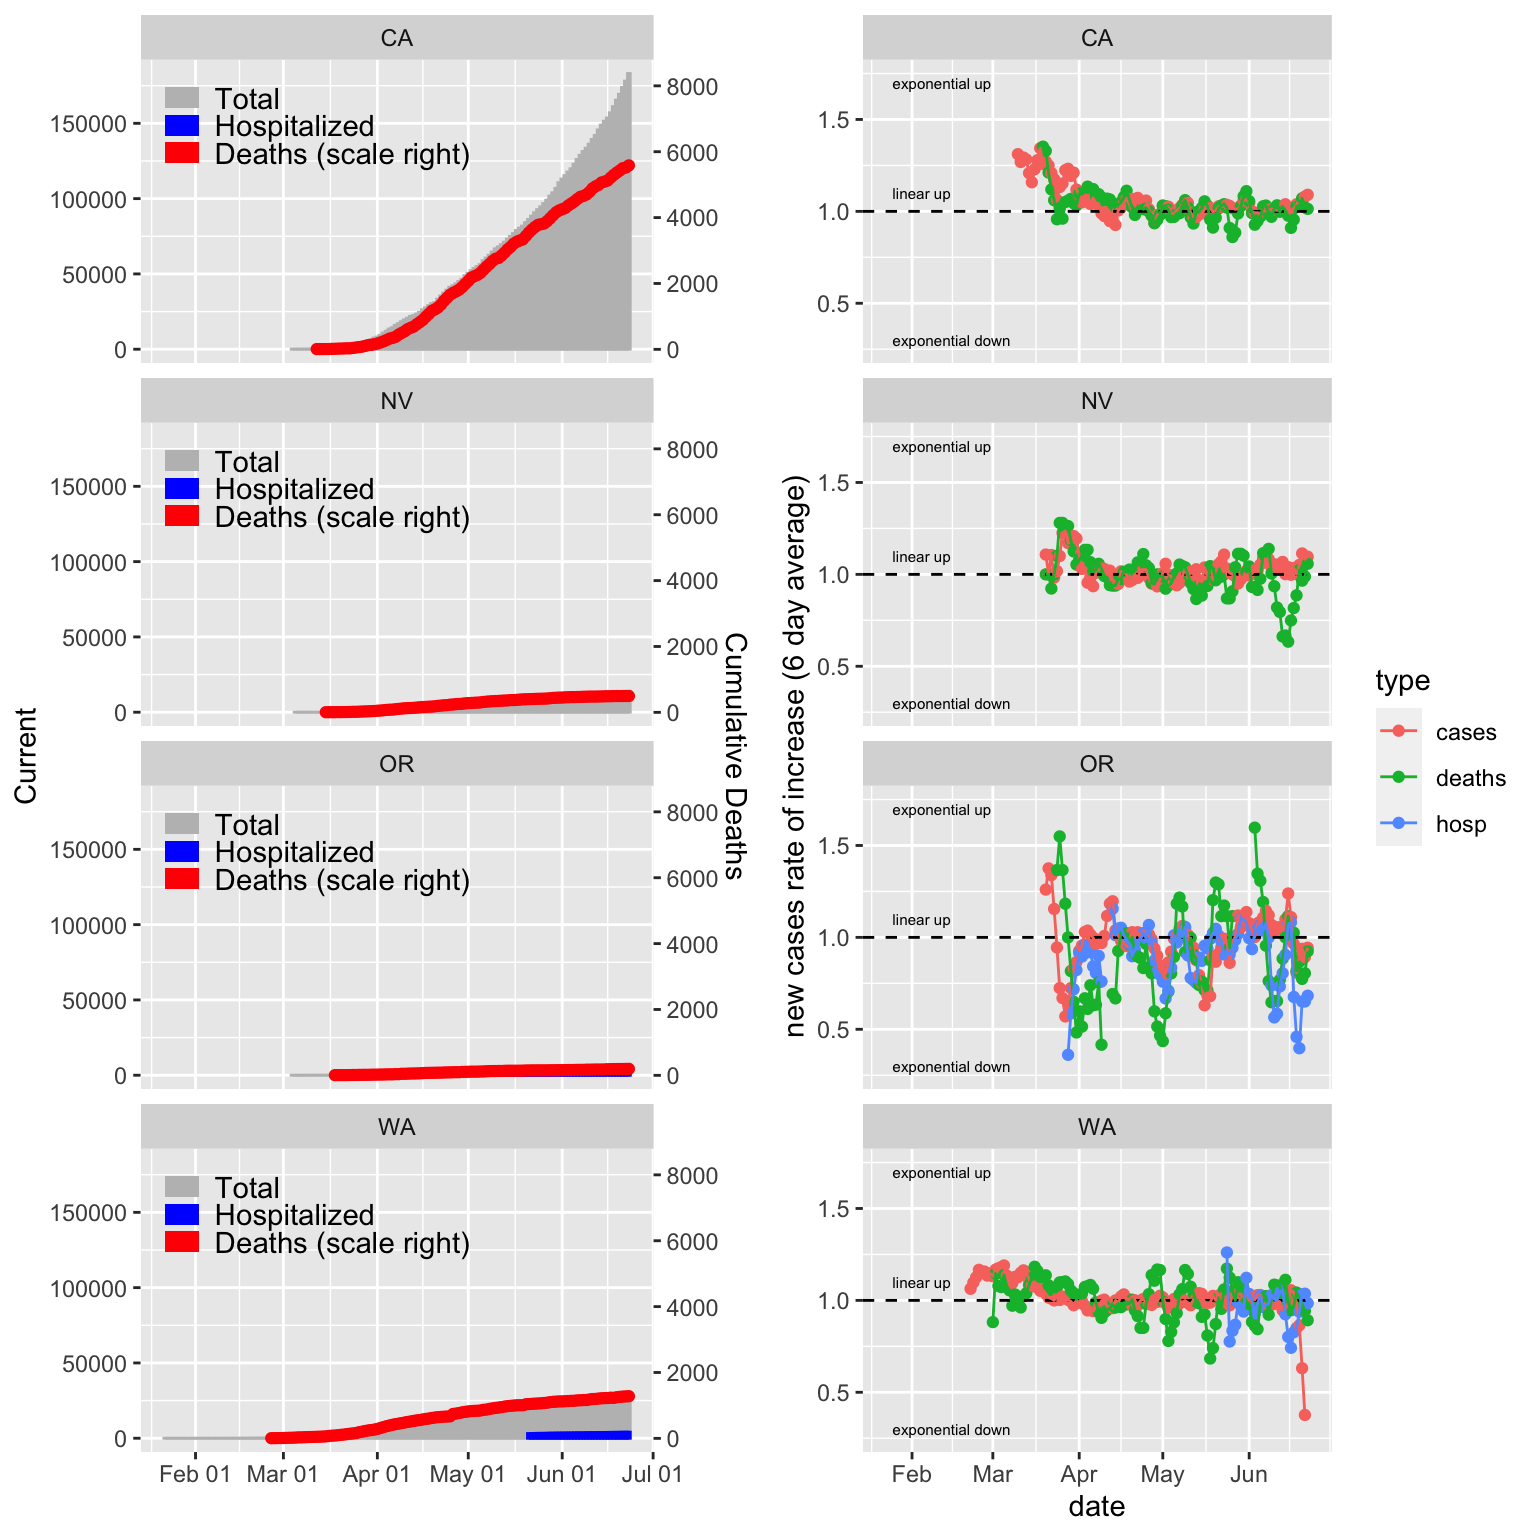 CA
Total
Hospitalized
Deaths (scale right)
150000
100000
50000
0
8000
6000
4000
2000
0
NV
Total
Hospitalized
Deaths (scale right)
150000
100000
50000
0
8000
6000
4000
2000
0
OR
Total
Hospitalized
Deaths (scale right)
150000
100000
50000
0
8000
6000
4000
2000
0
WA
Total
Hospitalized
Deaths (scale right)
150000
100000
50000
0
8000
6000
4000
2000
0
Feb 01
Mar 01
Apr 01
May 01
Jun 01
Jul 01
Current
Cumulative Deaths
CA
exponential up
linear up
exponential down
1.5
1.0
0.5
NV
exponential up
linear up
exponential down
1.5
1.0
0.5
OR
exponential up
linear up
exponential down
1.5
1.0
0.5
WA
exponential up
linear up
exponential down
1.5
1.0
0.5
Feb
Mar
Apr
May
Jun
date
new cases rate of increase (6 day average)
type
cases
deaths
hosp